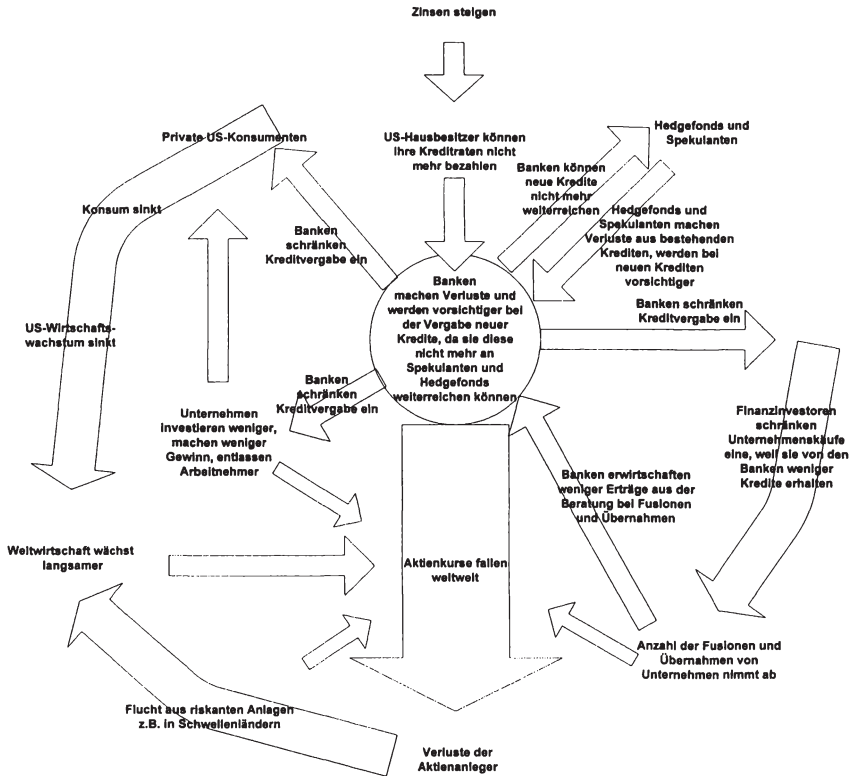 Zinsen steigen
Private US-Konsumenten
US-Hausbesitzer können
ihre Kreditraten nicht
mehr bezahlen
Hedgefonds und
Spekulanten
Banken können
neue Kredite
nicht mehr
weiterreichen
Konsum sinkt
Hedgefonds und
Spekulanten machen
Verluste aus bestehenden
Krediten, werden bei
neuen Krediten
vorsichtiger
Banken
schränken
Kreditvergabe ein
Banken
machen Verluste und
werden vorsichtiger bei
der Vergabe neuer
Kredite, da sie diese
nicht mehr an
Spekulanten und
Hedgefonds
weiterreichen können
Banken schränken
Kreditvergabe ein
US-Wirtschafts-
wachstum sinkt
Banken
schränken
Kreditvergabe ein
Unternehmen
investieren weniger,
machen weniger
Gewinn, entlassen
Arbeitnehmer
Finanzinvestoren
schränken
Unternehmenskäufe
eine, weil sie von den
Banken weniger
Kredite erhalten
Banken erwirtschaften
weniger Erträge aus der
Beratung bei Fusionen
und Übernahmen
Weltwirtschaft wächst
langsamer
Aktienkurse fallen
weltweit
Anzahl der Fusionen und
Übernahmen von
Unternehmen nimmt ab
Flucht aus riskanten Anlagen
z.B. in Schwellenländern
Verluste der
Aktienanleger